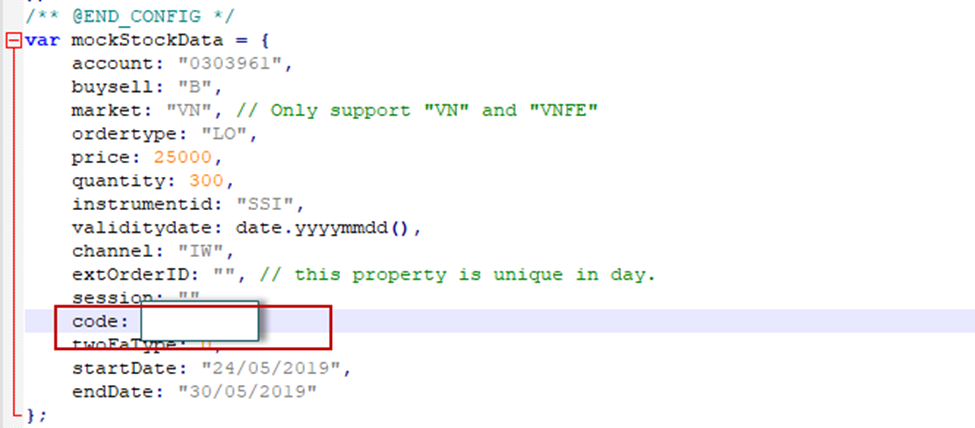 /** @END_CONFIG */
var mockStockData = {
account: "0303961",
buysell: "B",
market: "VN", // Only support "VN" and "VNFE"
ordertype: "LO",
price: 25000,
quantity: 300,
instrumentid: "SSI",
validitydate: date.yyyymmdd(),
channel: "IW",
extOrderID: "", // this property is unique in day.
session: ""
code:
twoFaType: 0,
startDate: "24/05/2019",
endDate: "30/05/2019"
};